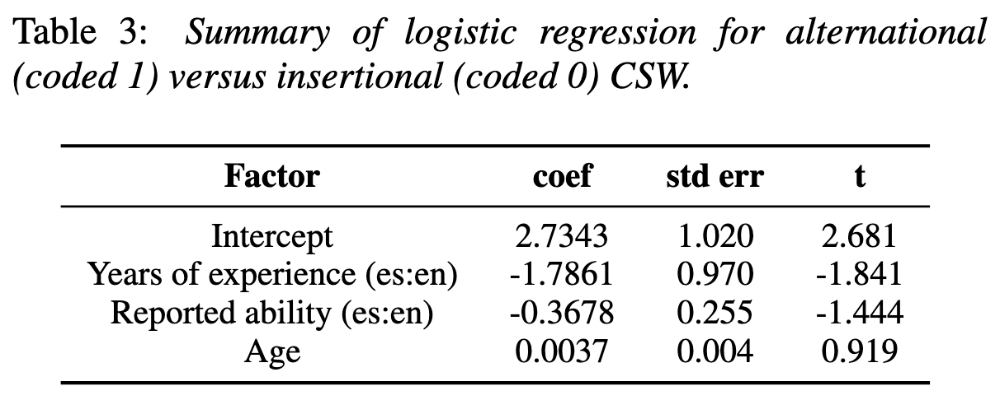 Table 3: Summary of logistic regression for alternational
(coded 1) versus insertional (coded 0) CSW.
Factor coef std err t
Intercept 2.7343 1.020 2.681
Years of experience (es:en) -1.7861 0.970 -1.841
Reported ability (es:en) -0.3678 0.255 -1.444
Age 0.0037 0.004 0.919